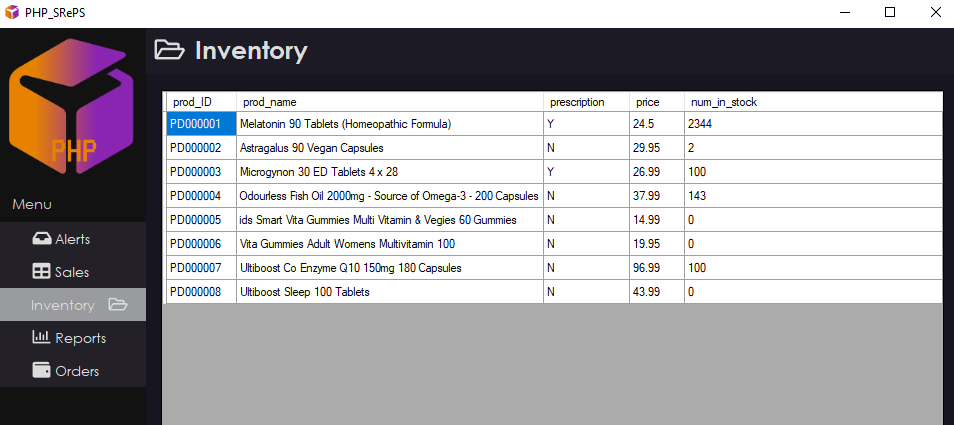 PHP_SRePS
PHP
Menu
Alerts
Sales
Inventory
Reports
Orders
Inventory
prod_ID prod_name prescription price num_in_stock
PD000001 Melatonin 90 Tablets (Homeopathic Formula) Y 24.5 2344
PD000002 Astragalus 90 Vegan Capsules N 29.95 2
PD000003 Microgynon 30 ED Tablets 4 x 28 Y 26.99 100
PD000004 Odourless Fish Oil 2000mg - Source of Omega-3 - 200 Capsules N 37.99 143
PD000005 ids Smart Vita Gummies Multi Vitamin & Vegies 60 Gummies N 14.99 0
PD000006 Vita Gummies Adult Womens Multivitamin 100 N 19.95 0
PD000007 Ultiboost Co Enzyme Q10 150mg 180 Capsules N 96.99 100
PD000008 Ultiboost Sleep 100 Tablets N 43.99 0